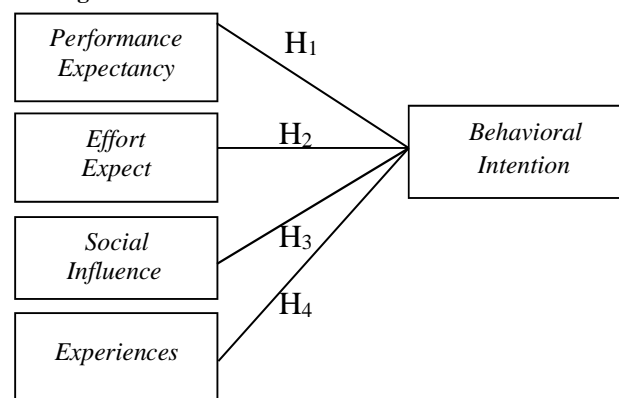 Performance
Expectancy
H1
Effort
Expect
H2
Behavioral
Intention
Social
Influence
H3
H4
Experiences